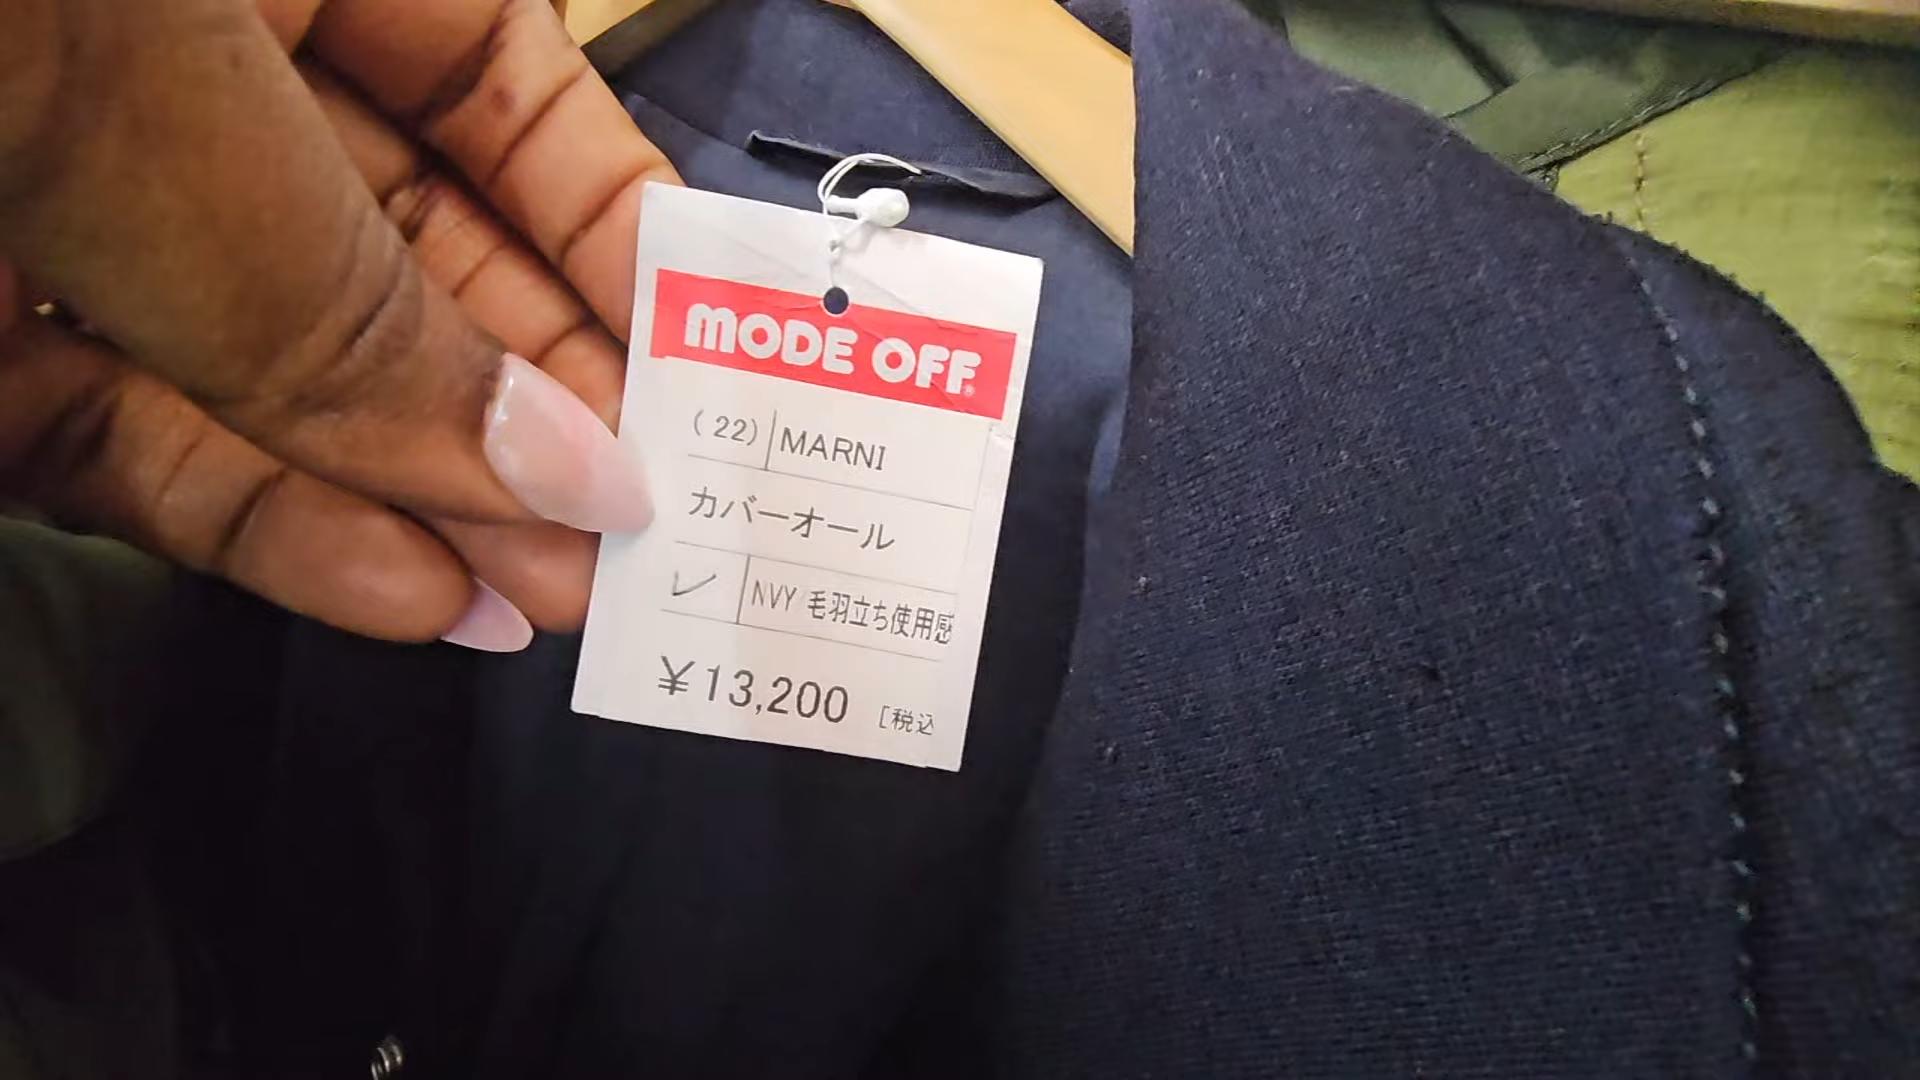 MODE OFF®
(22) MARNI
カバーオール
レ NVY 毛羽立ち使用感
¥13,200 [税込